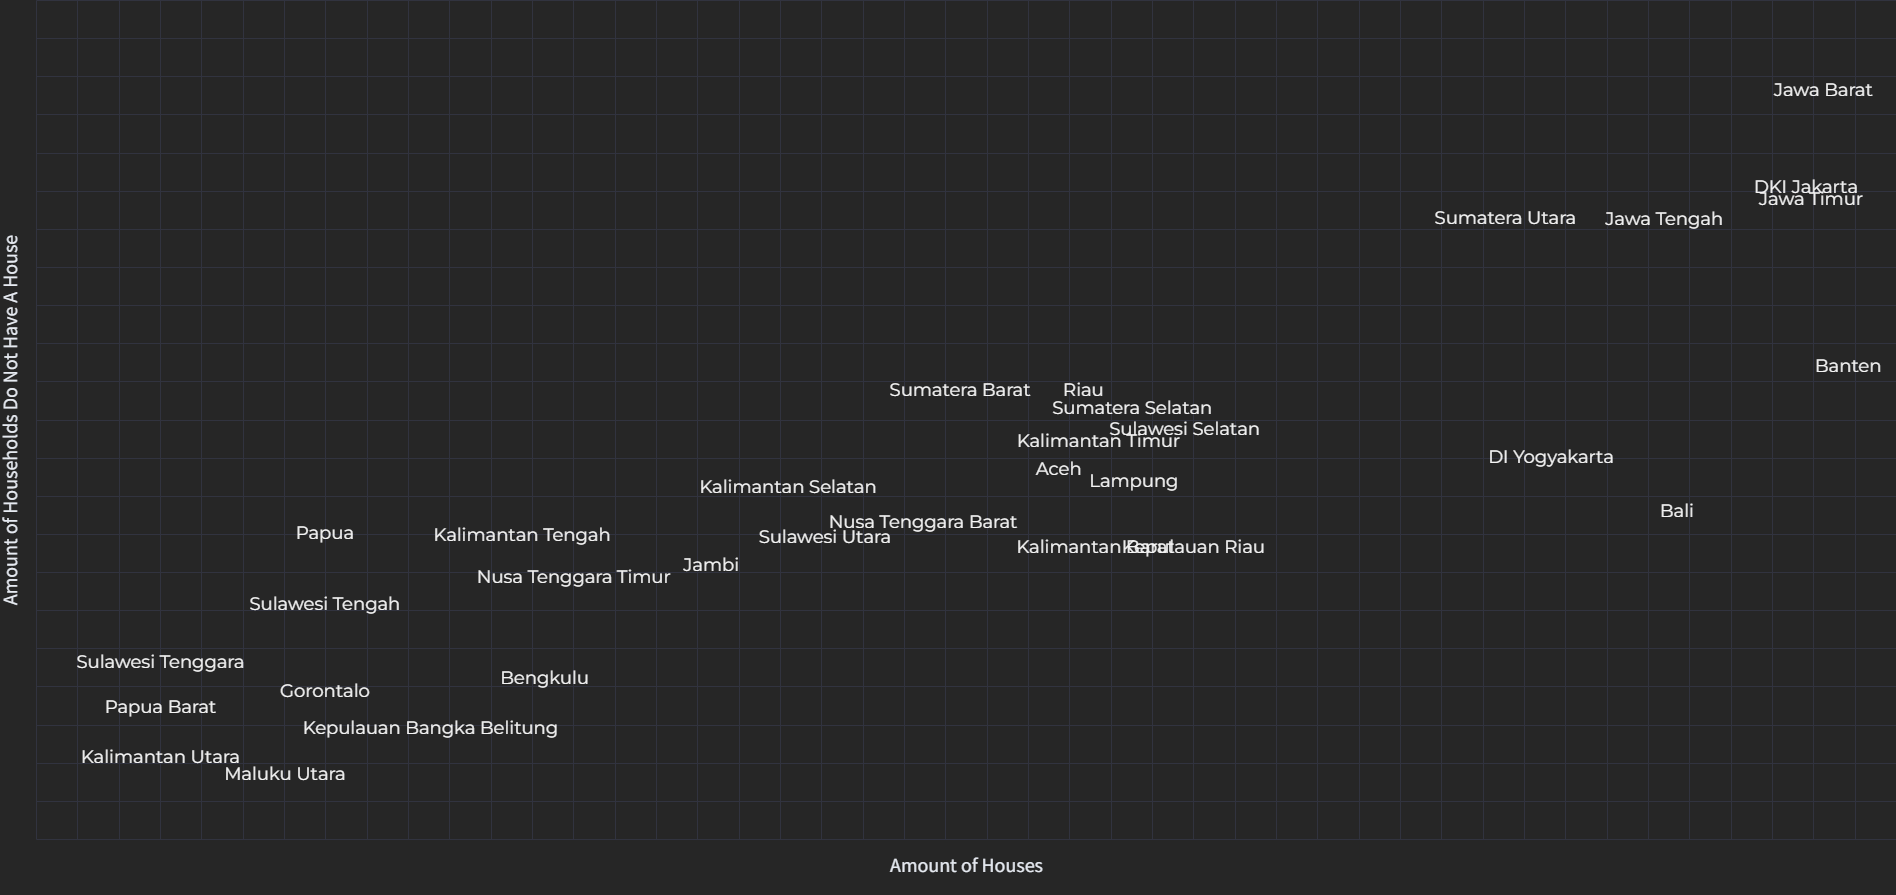 Jawa Barat
DKI Jakarta
Jawa Timur
Sumatera Utara
Jawa Tengah
Amount of Households Do Not Have A House
Banten
Sumatera Barat
Riau
Sumatera Selatan
Sulawesi Selatan
Kalimantan Timur
DI Yogyakarta
Aceh
Lampung
Kalimantan Selatan
Bali
Nusa Tenggara Barat
Papua
Kalimantan Tengah
Sulawesi Utara
Kalimantan Barat
Kepulauan Riau
Jambi
Nusa Tenggara Timur
Sulawesi Tengah
Sulawesi Tenggara
Bengkulu
Gorontalo
Papua Barat
Kepulauan Bangka Belitung
Kalimantan Utara
Maluku Utara
Amount of Houses